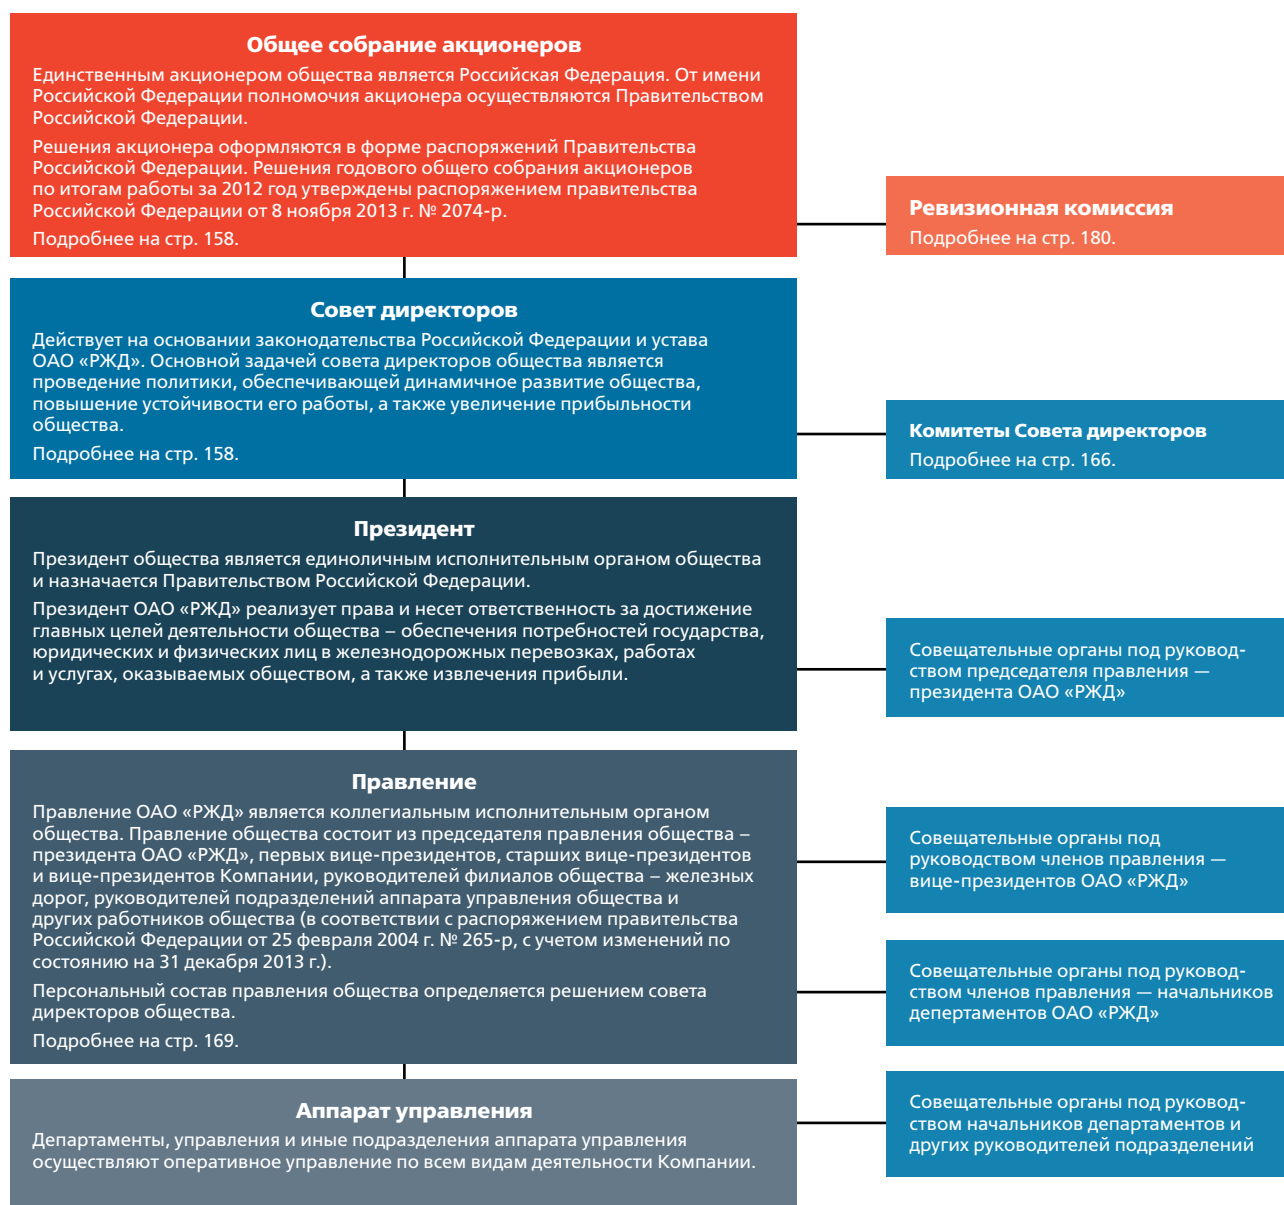 Общее собрание акционеров
Единственным акционером общества является Российская Федерация. От имени
Российской Федерации полномочия акционера осуществляются Правительством
Российской Федерации.
Решения акционера оформляются в форме распоряжений Правительства
Российской Федерации. Решения годового общего собрания акционеров
по итогам работы за 2012 год утверждены распоряжением правительства
Российской Федерации от 8 ноября 2013 г. № 2074-р.
Подробнее на стр. 158.
Ревизионная комиссия
Подробнее на стр. 180.
Совет директоров
Действует на основании законодательства Российской Федерации и устава
ОАО «РЖД». Основной задачей совета директоров общества является
проведение политики, обеспечивающей динамичное развитие общества,
повышение устойчивости его работы, а также увеличение прибыльности
общества.
Подробнее на стр. 158.
Комитеты Совета директоров
Подробнее на стр. 166.
Президент
Президент общества является единоличным исполнительным органом общества
и назначается Правительством Российской Федерации.
Президент ОАО «РЖД» реализует права и несет ответственность за достижение
главных целей деятельности общества – обеспечения потребностей государства,
юридических и физических лиц в железнодорожных перевозках, работах
и услугах, оказываемых обществом, а также извлечения прибыли.
Совещательные органы под руковод-
ством председателя правления —
президента ОАО «РЖД»
Правление
Правление ОАО «РЖД» является коллегиальным исполнительным органом
общества. Правление общества состоит из председателя правления общества –
президента ОАО «РЖД», первых вице-президентов, старших вице-президентов
и вице-президентов Компании, руководителей филиалов общества – железных
дорог, руководителей подразделений аппарата управления общества и
других работников общества (в соответствии с распоряжением правительства
Российской Федерации от 25 февраля 2004 г. № 265-р, с учетом изменений по
состоянию на 31 декабря 2013 г.).
Персональный состав правления общества определяется решением совета
директоров общества.
Подробнее на стр. 169.
Совещательные органы под
руководством членов правления —
вице-президентов ОАО «РЖД»
Совещательные органы под руковод-
ством членов правления — начальников
департаментов ОАО «РЖД»
Аппарат управления
Департаменты, управления и иные подразделения аппарата управления
осуществляют оперативное управление по всем видам деятельности Компании.
Совещательные органы под руковод-
ством начальников департаментов и
других руководителей подразделений